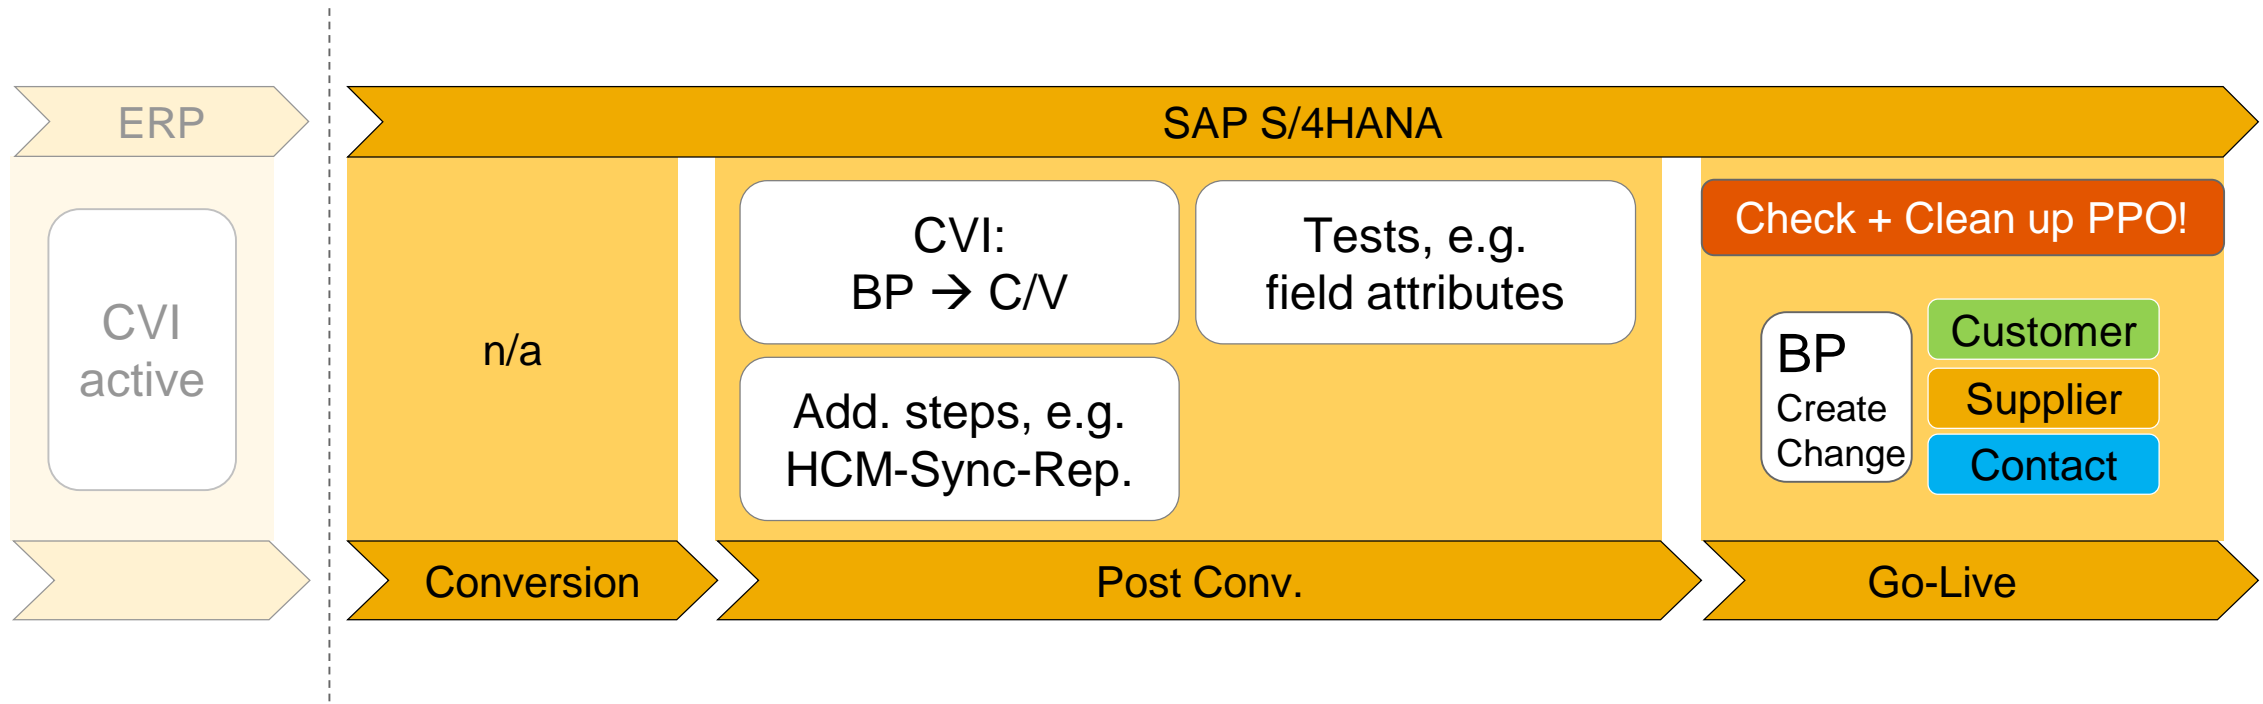 ERP
SAP S/4HANA
CVI
active
n/a
CVI:
BP → C/V
Tests, e.g.
field attributes
Add. steps, e.g.
HCM-Sync-Rep.
Check + Clean up PPO!
BP
Create
Change
Customer
Supplier
Contact
Conversion
Post Conv.
Go-Live